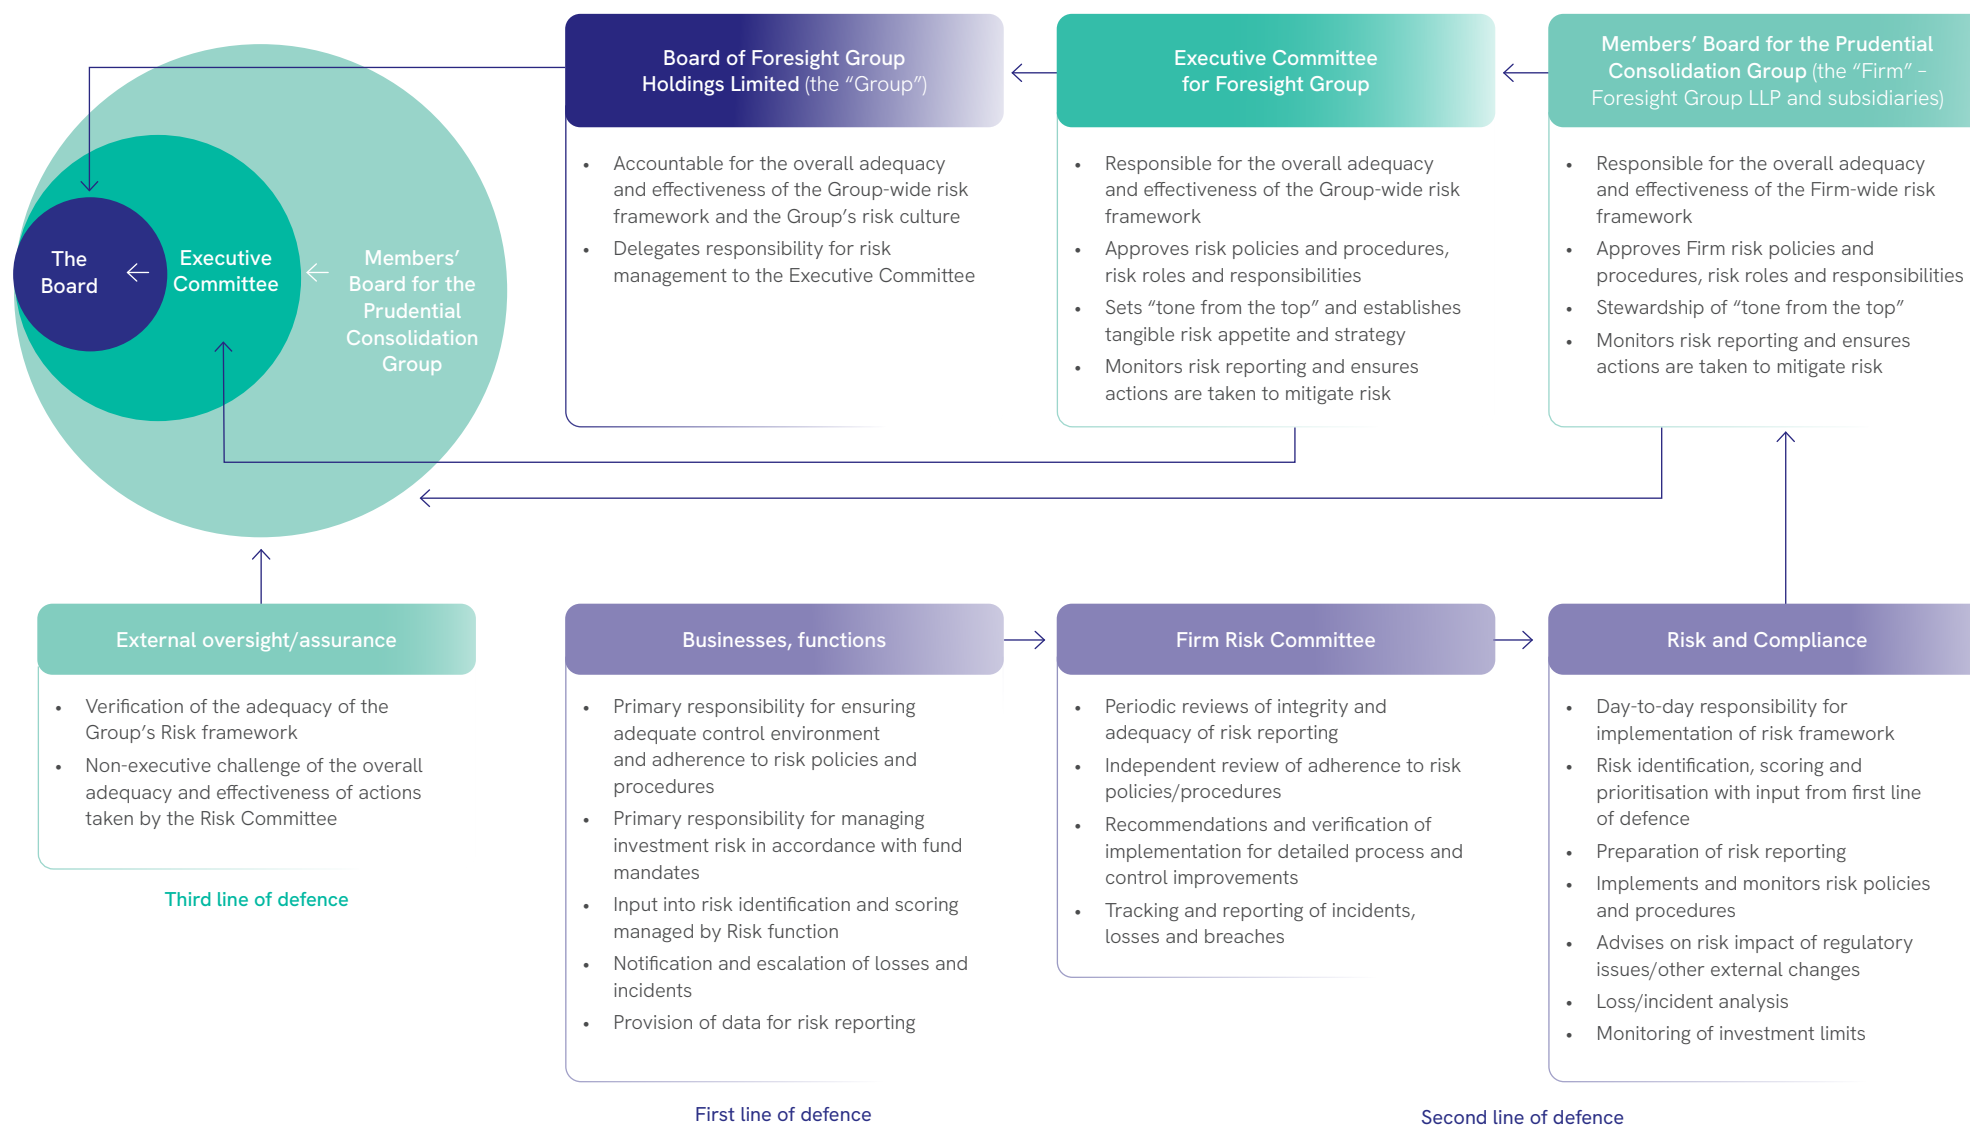 The
Board
Executive
Committee
Members’
Board for the
Prudential
Consolidation
Group
Board of Foresight Group
Holdings Limited (the “Group”)
• Accountable for the overall adequacy
and effectiveness of the Group-wide risk
framework and the Group’s risk culture
• Delegates responsibility for risk
management to the Executive Committee
Executive Committee
for Foresight Group
• Responsible for the overall adequacy
and effectiveness of the Group-wide risk
framework
• Approves risk policies and procedures,
risk roles and responsibilities
• Sets “tone from the top” and establishes
tangible risk appetite and strategy
• Monitors risk reporting and ensures
actions are taken to mitigate risk
Members’ Board for the Prudential
Consolidation Group (the “Firm” –
Foresight Group LLP and subsidiaries)
• Responsible for the overall adequacy
and effectiveness of the Firm-wide risk
framework
• Approves Firm risk policies and
procedures, risk roles and responsibilities
• Stewardship of “tone from the top”
• Monitors risk reporting and ensures
actions are taken to mitigate risk
External oversight/assurance
• Verification of the adequacy of the
Group’s Risk framework
• Non-executive challenge of the overall
adequacy and effectiveness of actions
taken by the Risk Committee
Third line of defence
Businesses, functions
• Primary responsibility for ensuring
adequate control environment
and adherence to risk policies and
procedures
• Primary responsibility for managing
investment risk in accordance with fund
mandates
• Input into risk identification and scoring
managed by Risk function
• Notification and escalation of losses and
incidents
• Provision of data for risk reporting
First line of defence
Firm Risk Committee
• Periodic reviews of integrity and
adequacy of risk reporting
• Independent review of adherence to risk
policies/procedures
• Recommendations and verification of
implementation for detailed process and
control improvements
• Tracking and reporting of incidents,
losses and breaches
Risk and Compliance
• Day-to-day responsibility for
implementation of risk framework
• Risk identification, scoring and
prioritisation with input from first line
of defence
• Preparation of risk reporting
• Implements and monitors risk policies
and procedures
• Advises on risk impact of regulatory
issues/other external changes
• Loss/incident analysis
• Monitoring of investment limits
Second line of defence